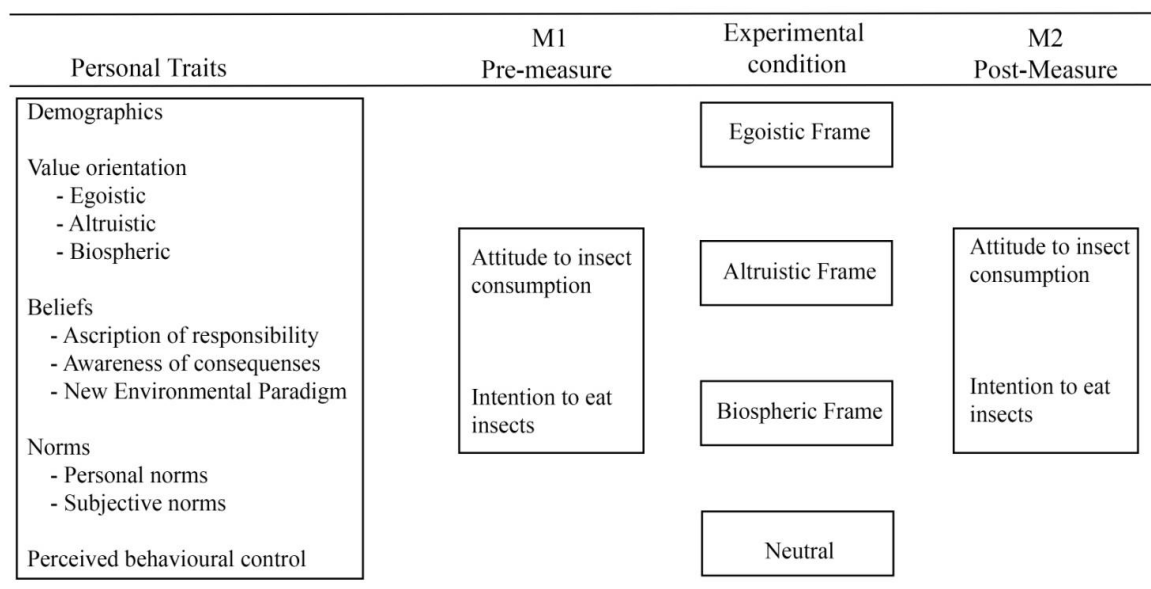 Personal Traits
M1
Pre-measure
Experimental
condition
M2
Post-Measure
Demographics
Value orientation
- Egoistic
- Altruistic
- Biospheric
Beliefs
- Ascription of responsibility
- Awareness of consequenses
- New Environmental Paradigm
Norms
- Personal norms
- Subjective norms
Perceived behavioural control
Attitude to insect
consumption
Intention to eat
insects
Egoistic Frame
Altruistic Frame
Biospheric Frame
Neutral
Attitude to insect
consumption
Intention to eat
insects